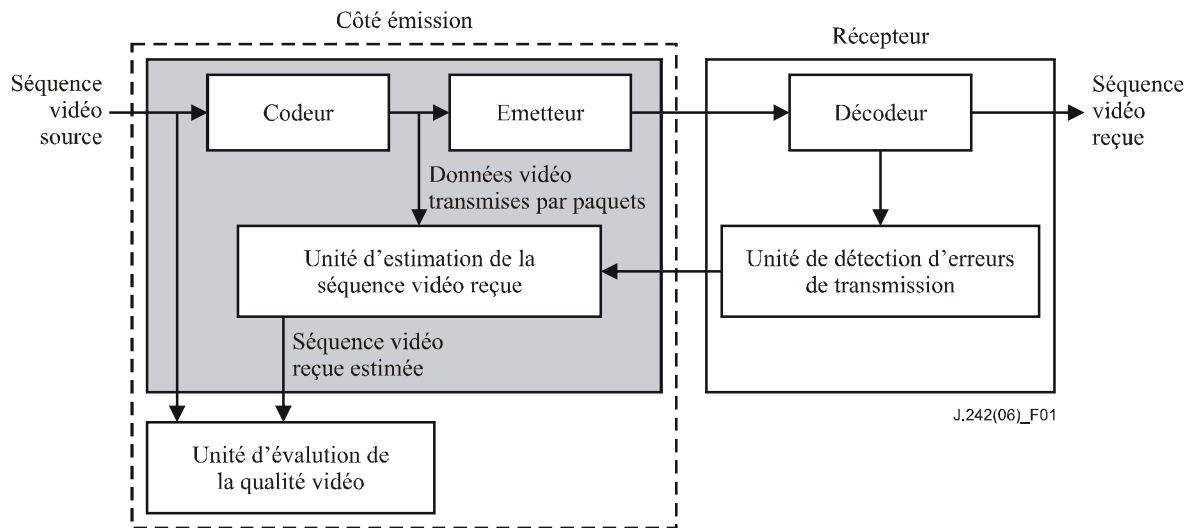 Côté émission
Récepteur
Séquence
vidéo
source
Codeur
Emetteur
Décodeur
Séquence
vidéo
reçue
Données vidéo
transmises par paquets
Unité d'estimation de la
séquence vidéo reçue
Unité de détection d'erreurs
de transmission
Séquence vidéo
reçue estimée
J.242(06)_F01
Unité d'évalution de
la qualité vidéo